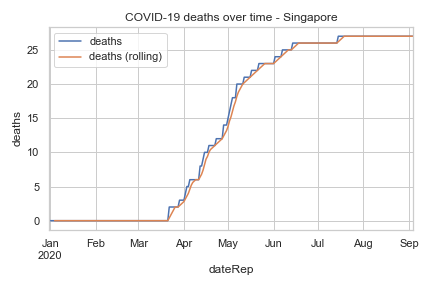 COVID-19 deaths over time - Singapore
deaths
deaths (rolling)
25
20
15
10
5
0
deaths
Jan Feb Mar Apr May Jun Jul Aug Sep
2020
dateRep